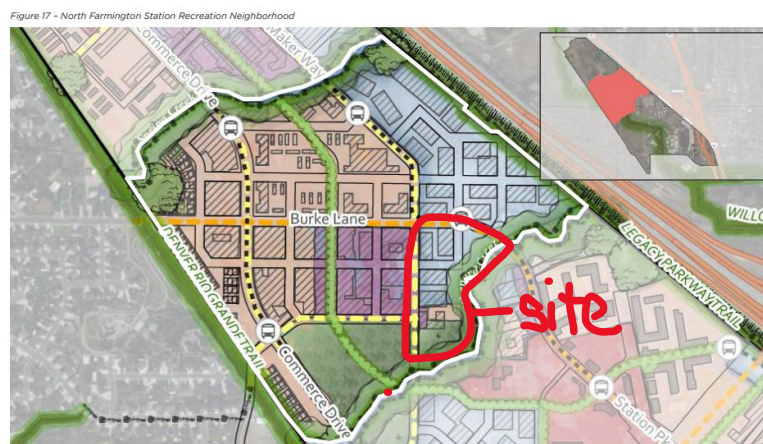 Figure 17 – North Farmington Station Recreation Neighborhood
Commerce Drive
Maker Way
Burke Lane
DENVER RIO GRANDE TRAIL
LEGACY PARKWAY TRAIL
WILLO
site
Commerce Drive
Station P